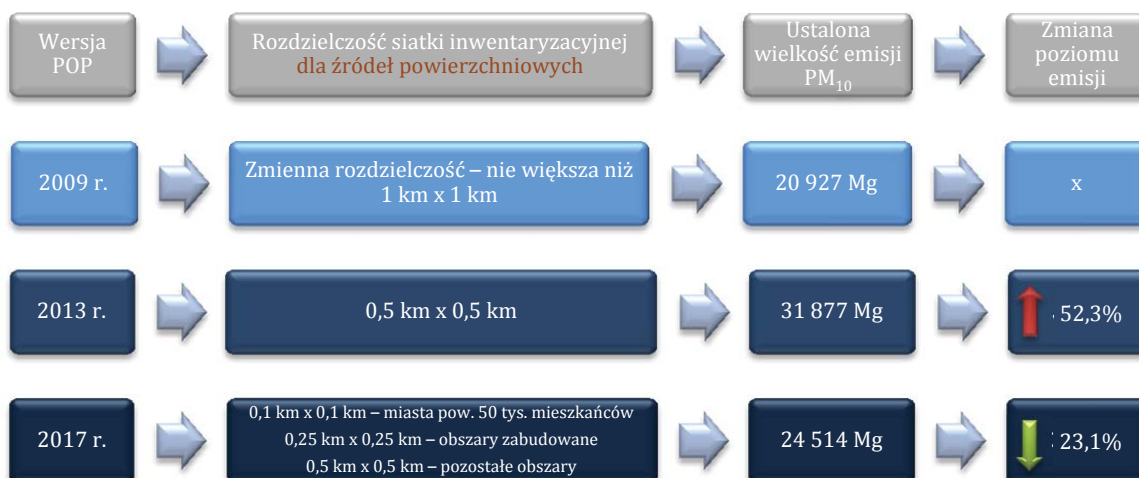 Wersja
POP
Rozdzielczość siatki inwentaryzacyjnej
dla źródeł powierzchniowych
Ustalona
wielkość emisji
PM10
Zmiana
poziomu
emisji
2009 r.
Zmienna rozdzielczość – nie większa niż
1 km x 1 km
20 927 Mg
x
2013 r.
0,5 km x 0,5 km
31 877 Mg
52,3%
2017 r.
0,1 km x 0,1 km – miasta pow. 50 tys. mieszkańców
0,25 km x 0,25 km – obszary zabudowane
0,5 km x 0,5 km – pozostałe obszary
24 514 Mg
23,1%